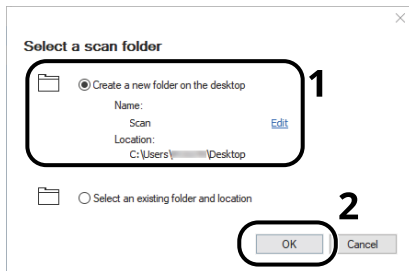 Select a scan folder
1
Create a new folder on the desktop
Name:
Scan Edit
Location:
C:\Users\ \Desktop
Select an existing folder and location
2
OK Cancel